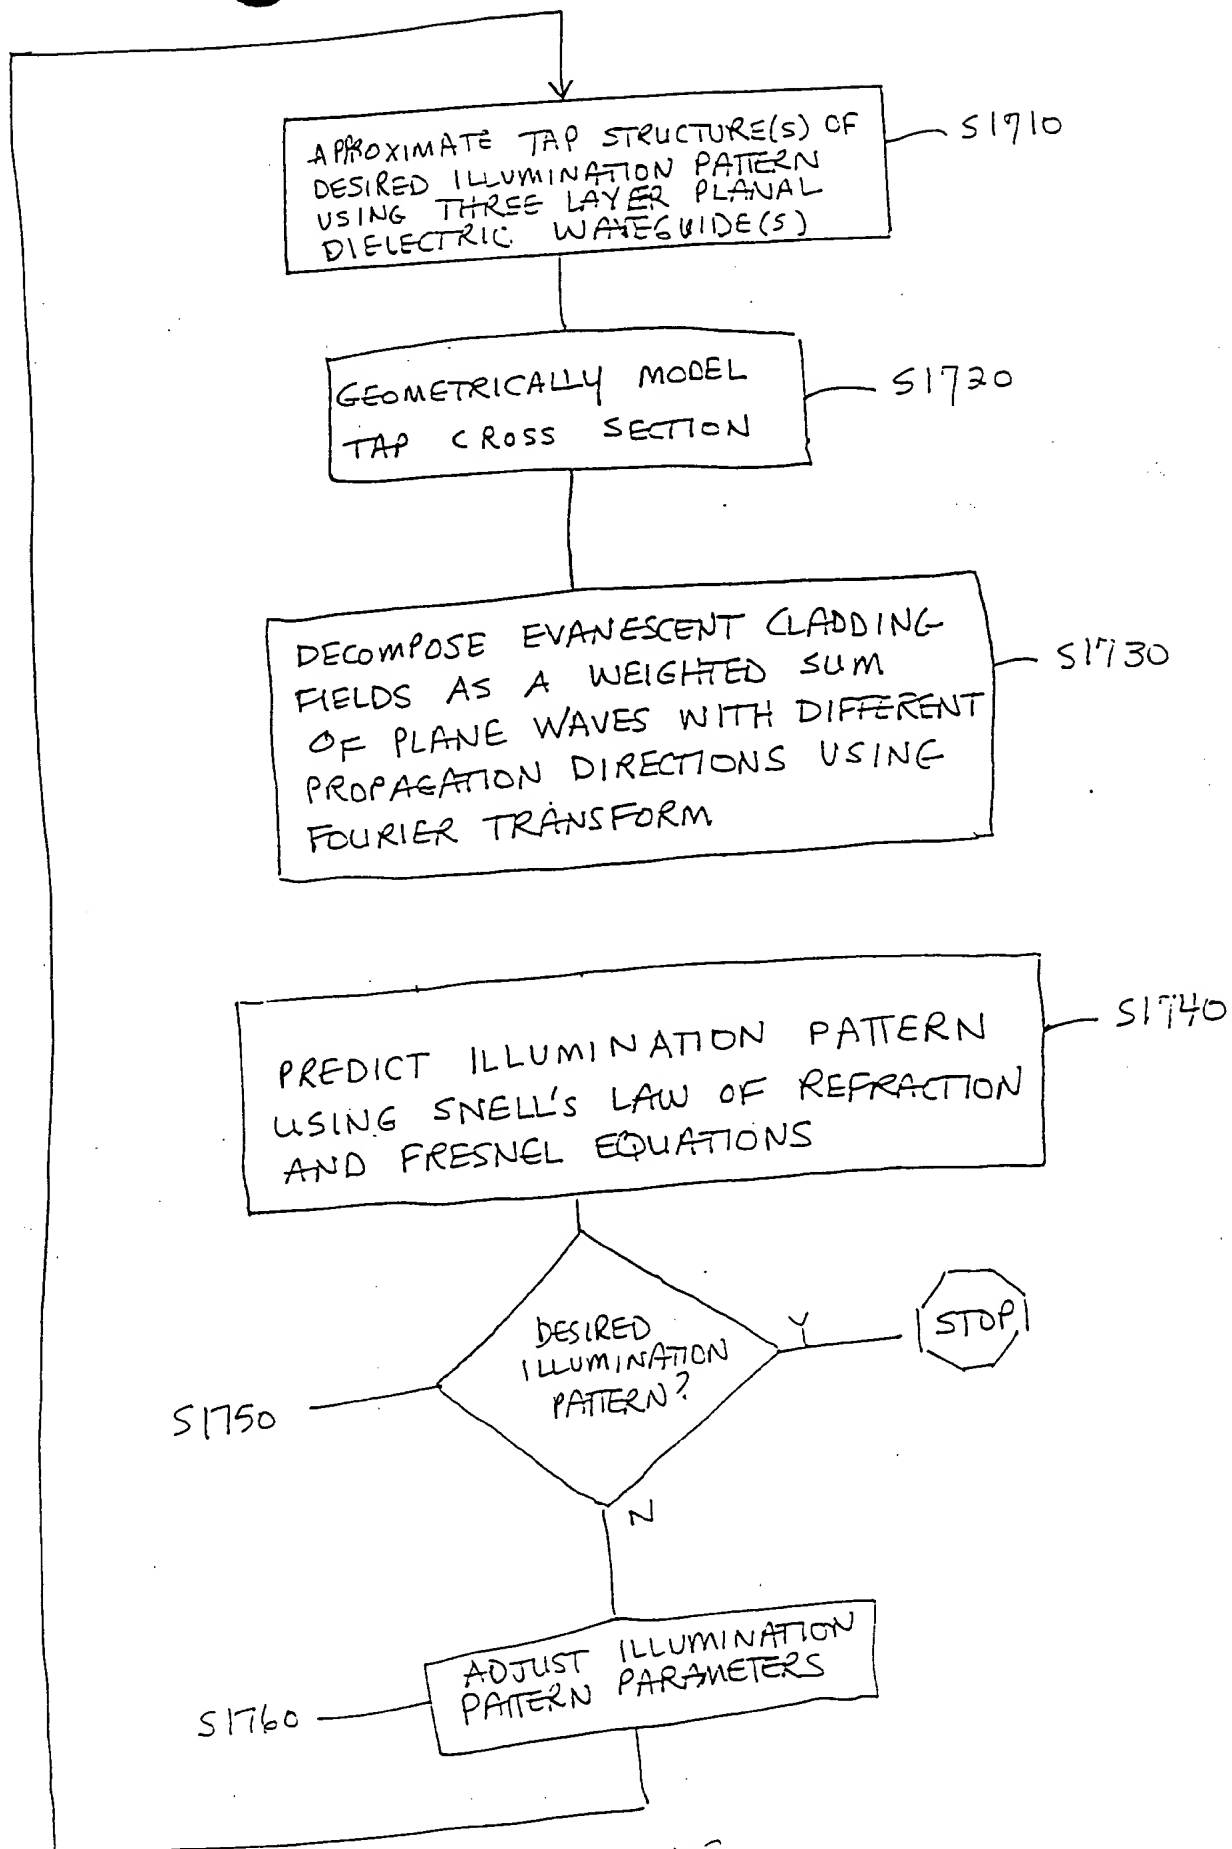 APPROXIMATE TAP STRUCTURE(S) OF
DESIRED ILLUMINATION PATTERN
USING THREE LAYER PLANAL
DIELECTRIC WAVEGUIDE(S)
S1710
GEOMETRICALLY MODEL
TAP CROSS SECTION
S1720
DECOMPOSE EVANESCENT CLADDING
FIELDS AS A WEIGHTED SUM
OF PLANE WAVES WITH DIFFERENT
PROPAGATION DIRECTIONS USING
FOURIER TRANSFORM
S1730
PREDICT ILLUMINATION PATTERN
USING SNELL'S LAW OF REFRACTION
AND FRESNEL EQUATIONS
S1740
DESIRED
ILLUMINATION
PATTERN?
Y
STOP
S1750
N
ADJUST ILLUMINATION
PATTERN PARAMETERS
S1760